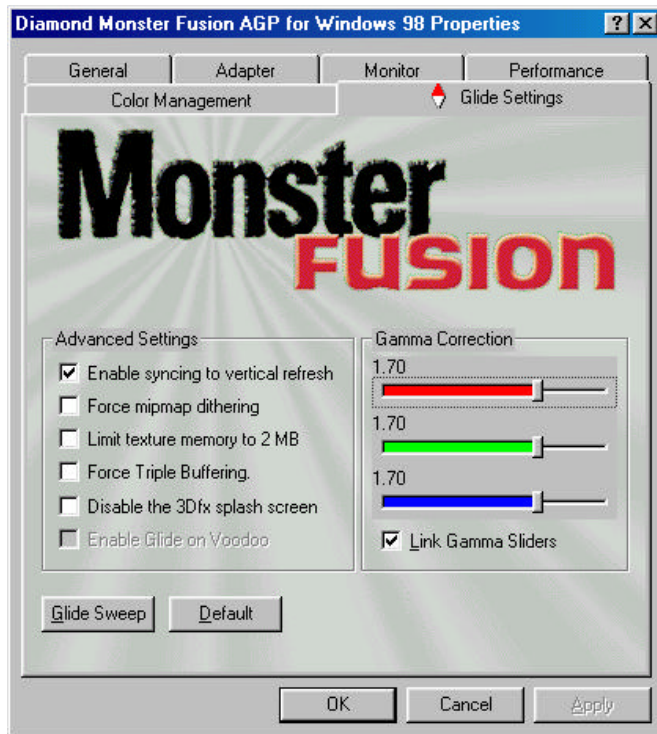 Diamond Monster Fusion AGP for Windows 98 Properties
General Adapter Monitor Performance
Color Management Glide Settings
Monster
FUSION
Advanced Settings
Enable syncing to vertical refresh
Force mipmap dithering
Limit texture memory to 2 MB
Force Triple Buffering.
Disable the 3Dfx splash screen
Enable Glide on Voodoo
Gamma Correction
1.70
1.70
1.70
Link Gamma Sliders
Glide Sweep Default
OK Cancel Apply